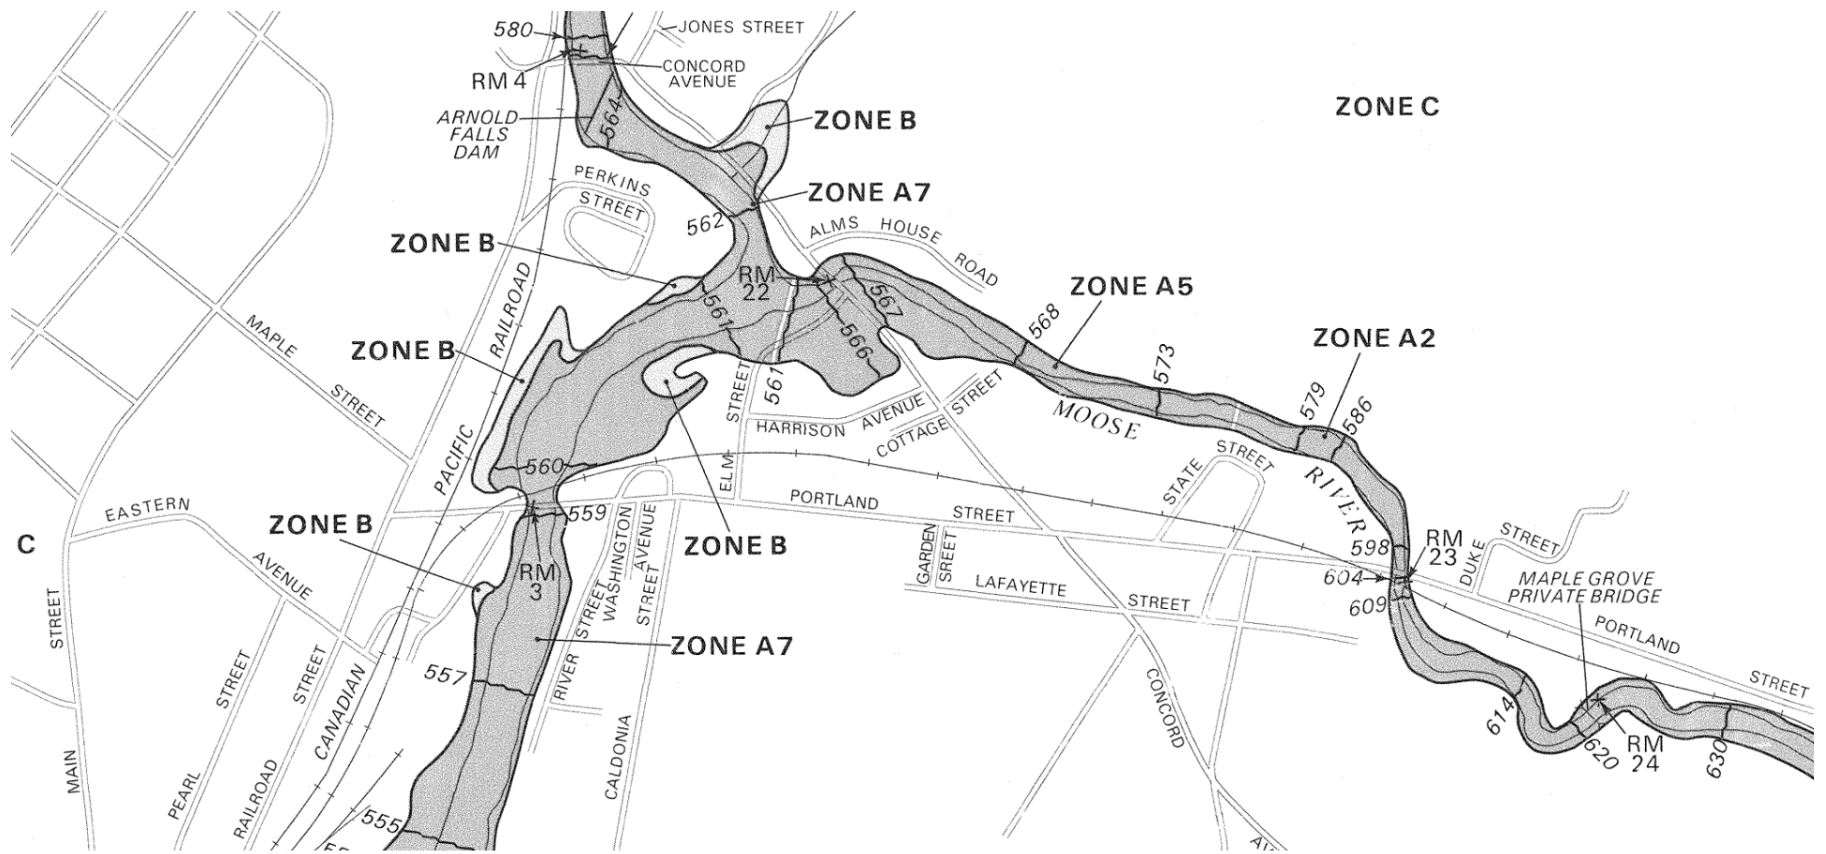 580
JONES STREET
CONCORD
AVENUE
RM 4
ARNOLD
FALLS
DAM
564
ZONE B
ZONE C
PERKINS
STREET
ZONE A7
562
ALMS HOUSE
ROAD
ZONE B
RM
22
561
567
566
561
ZONE A5
568
573
ZONE A2
579
586
ZONE B
MAPLE
STREET
PACIFIC
RAILROAD
STREET
HARRISON
AVENUE
COTTAGE
STREET
MOOSE
RIVER
ELM
560
559
PORTLAND
STREET
STATE
STREET
EASTERN
AVENUE
ZONE B
C
ZONE B
GARDEN
SREET
598
RM
23
604
609
DUKE
STREET
MAPLE GROVE
PRIVATE BRIDGE
RM
3
WASHINGTON
AVENUE
STREET
STREET
LAFAYETTE
STREET
PORTLAND
STREET
ZONE A7
557
RIVER
STREET
MAIN
PEARL
STREET
RAILROAD
STREET
CANADIAN
CALDONIA
CONCORD
614
620
RM
24
630
555
55
AV